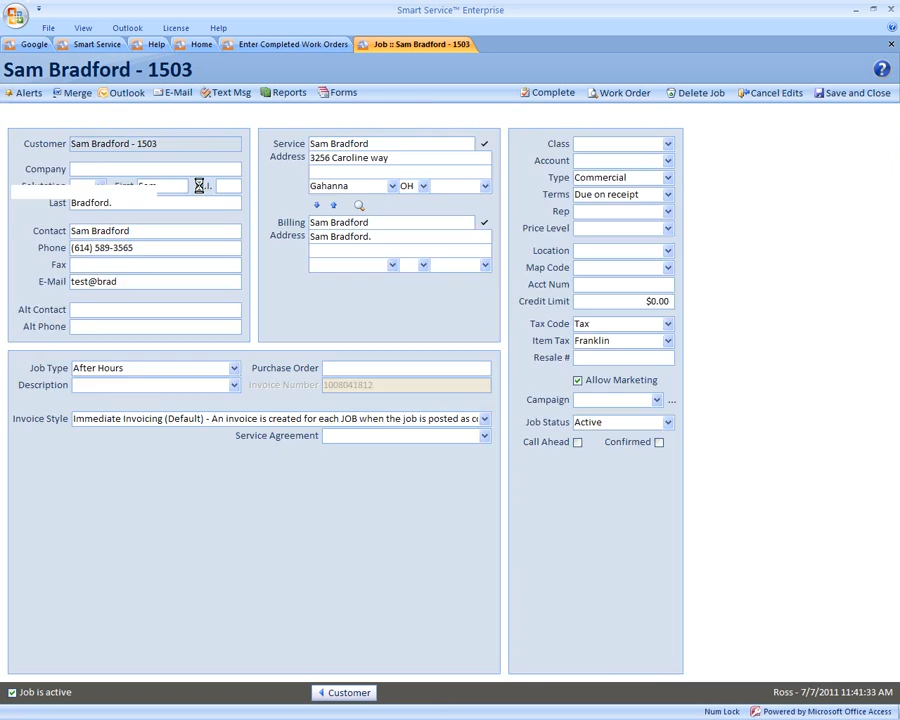 Smart Service™ Enterprise
File View Outlook License Help
Google Smart Service Help Home Enter Completed Work Orders Job :: Sam Bradford - 1503
Sam Bradford - 1503
Alerts Merge Outlook E-Mail Text Msg Reports Forms Complete Work Order Delete Job Cancel Edits Save and Close
Customer Sam Bradford - 1503
Company
Salutation First Sam M.I.
Last Bradford.
Contact Sam Bradford
Phone (614) 589-3565
Fax
E-Mail test@brad
Alt Contact
Alt Phone
Service Sam Bradford
Address 3256 Caroline way
Gahanna OH
Billing Sam Bradford
Address Sam Bradford.
Class
Account
Type Commercial
Terms Due on receipt
Rep
Price Level
Location
Map Code
Acct Num
Credit Limit $0.00
Tax Code Tax
Item Tax Franklin
Resale #
Allow Marketing
Campaign ...
Job Status Active
Call Ahead Confirmed
Job Type After Hours Purchase Order
Description Invoice Number 1008041812
Invoice Style Immediate Invoicing (Default) - An invoice is created for each JOB when the job is posted as co
Service Agreement
Job is active Customer Ross - 7/7/2011 11:41:33 AM
Num Lock Powered by Microsoft Office Access